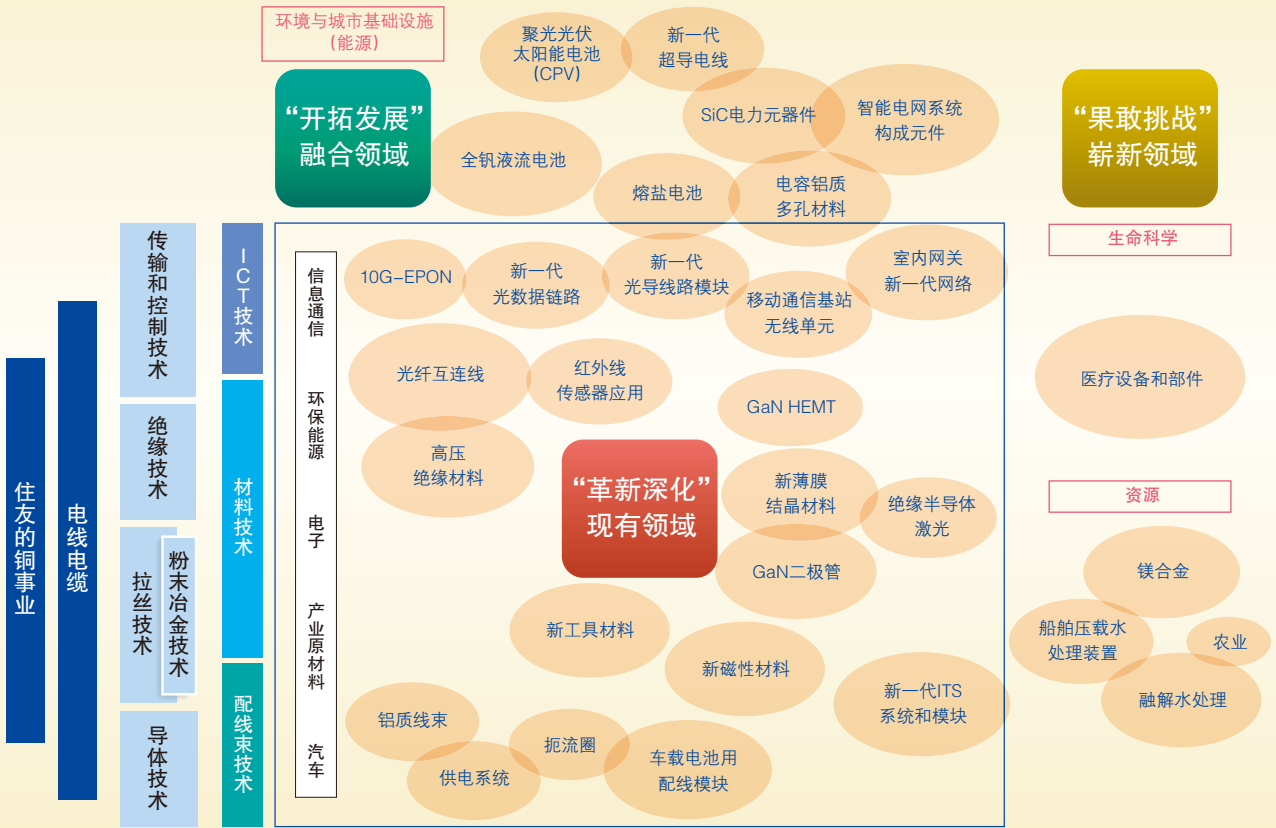 环境与城市基础设施
(能源)
“开拓发展”
融合领域
聚光光伏
太阳能电池
(CPV)
新一代
超导电线
SiC电力元器件
智能电网系统
构成元件
全钒液流电池
熔盐电池
电容铝质
多孔材料
“果敢挑战”
崭新领域
生命科学
医疗设备和部件
资源
镁合金
船舶压载水
处理装置
农业
融解水处理
住友的铜事业
电线电缆
传输和控制技术
绝缘技术
拉丝技术
粉末冶金技术
导体技术
ICT技术
材料技术
配线束技术
信息通信
环保能源
电子
产业原材料
汽车
10G-EPON
新一代
光数据链路
新一代
光导线路模块
移动通信基站
无线单元
室内网关
新一代网络
光纤互连线
红外线
传感器应用
GaN HEMT
高压
绝缘材料
“革新深化”
现有领域
新薄膜
结晶材料
绝缘半导体
激光
GaN二极管
新工具材料
新磁性材料
新一代ITS
系统和模块
铝质线束
扼流圈
供电系统
车载电池用
配线模块